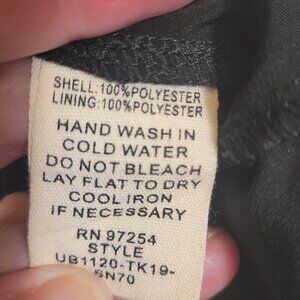 SHELL:100%POLYESTER
LINING:100%POLYESTER
HAND WASH IN
COLD WATER
DO NOT BLEACH
LAY FLAT TO DRY
COOL IRON
IF NECESSARY
RN 97254
STYLE
UB1120-TK19-
SN70